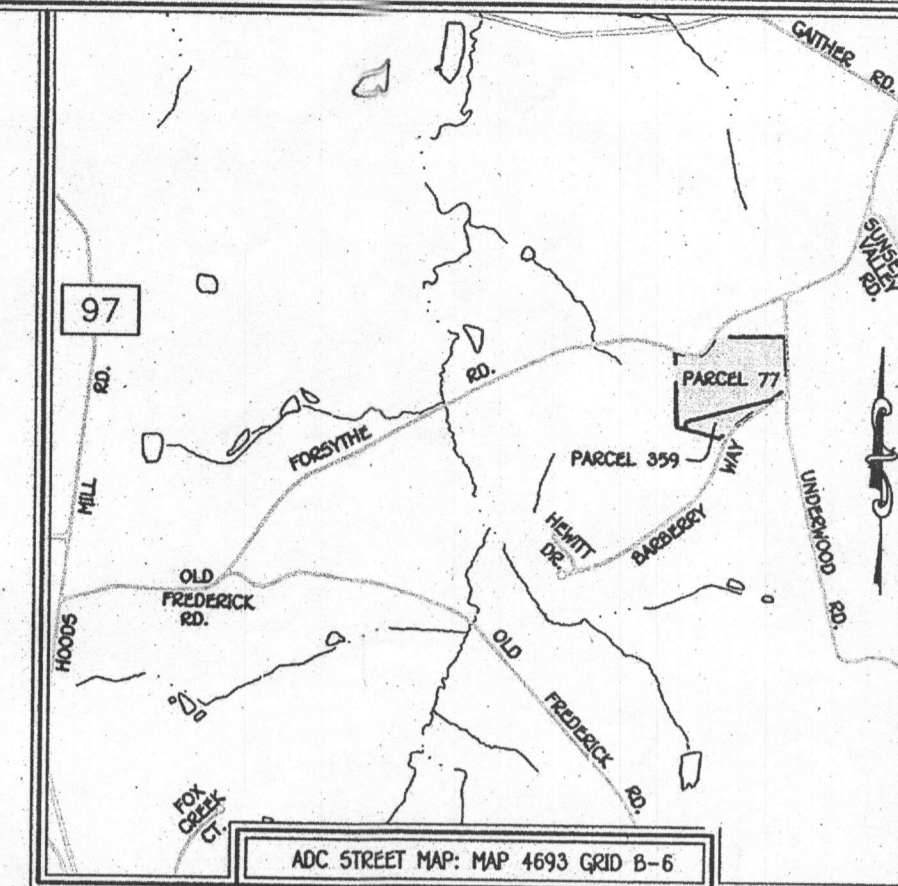 GAITHER RD.
SUNSET
VALLEY
RD.
97
RD.
MILL
HOODS
RD.
FORSYTHE
PARCEL 77
PARCEL 359
WAY
BARBERRY
HEWITT
DR.
UNDERWOOD
RD.
OLD
FREDERICK
RD.
OLD
FREDERICK
RD.
FOX
CREEK
CT.
ADC STREET MAP: MAP 4693 GRID B-6